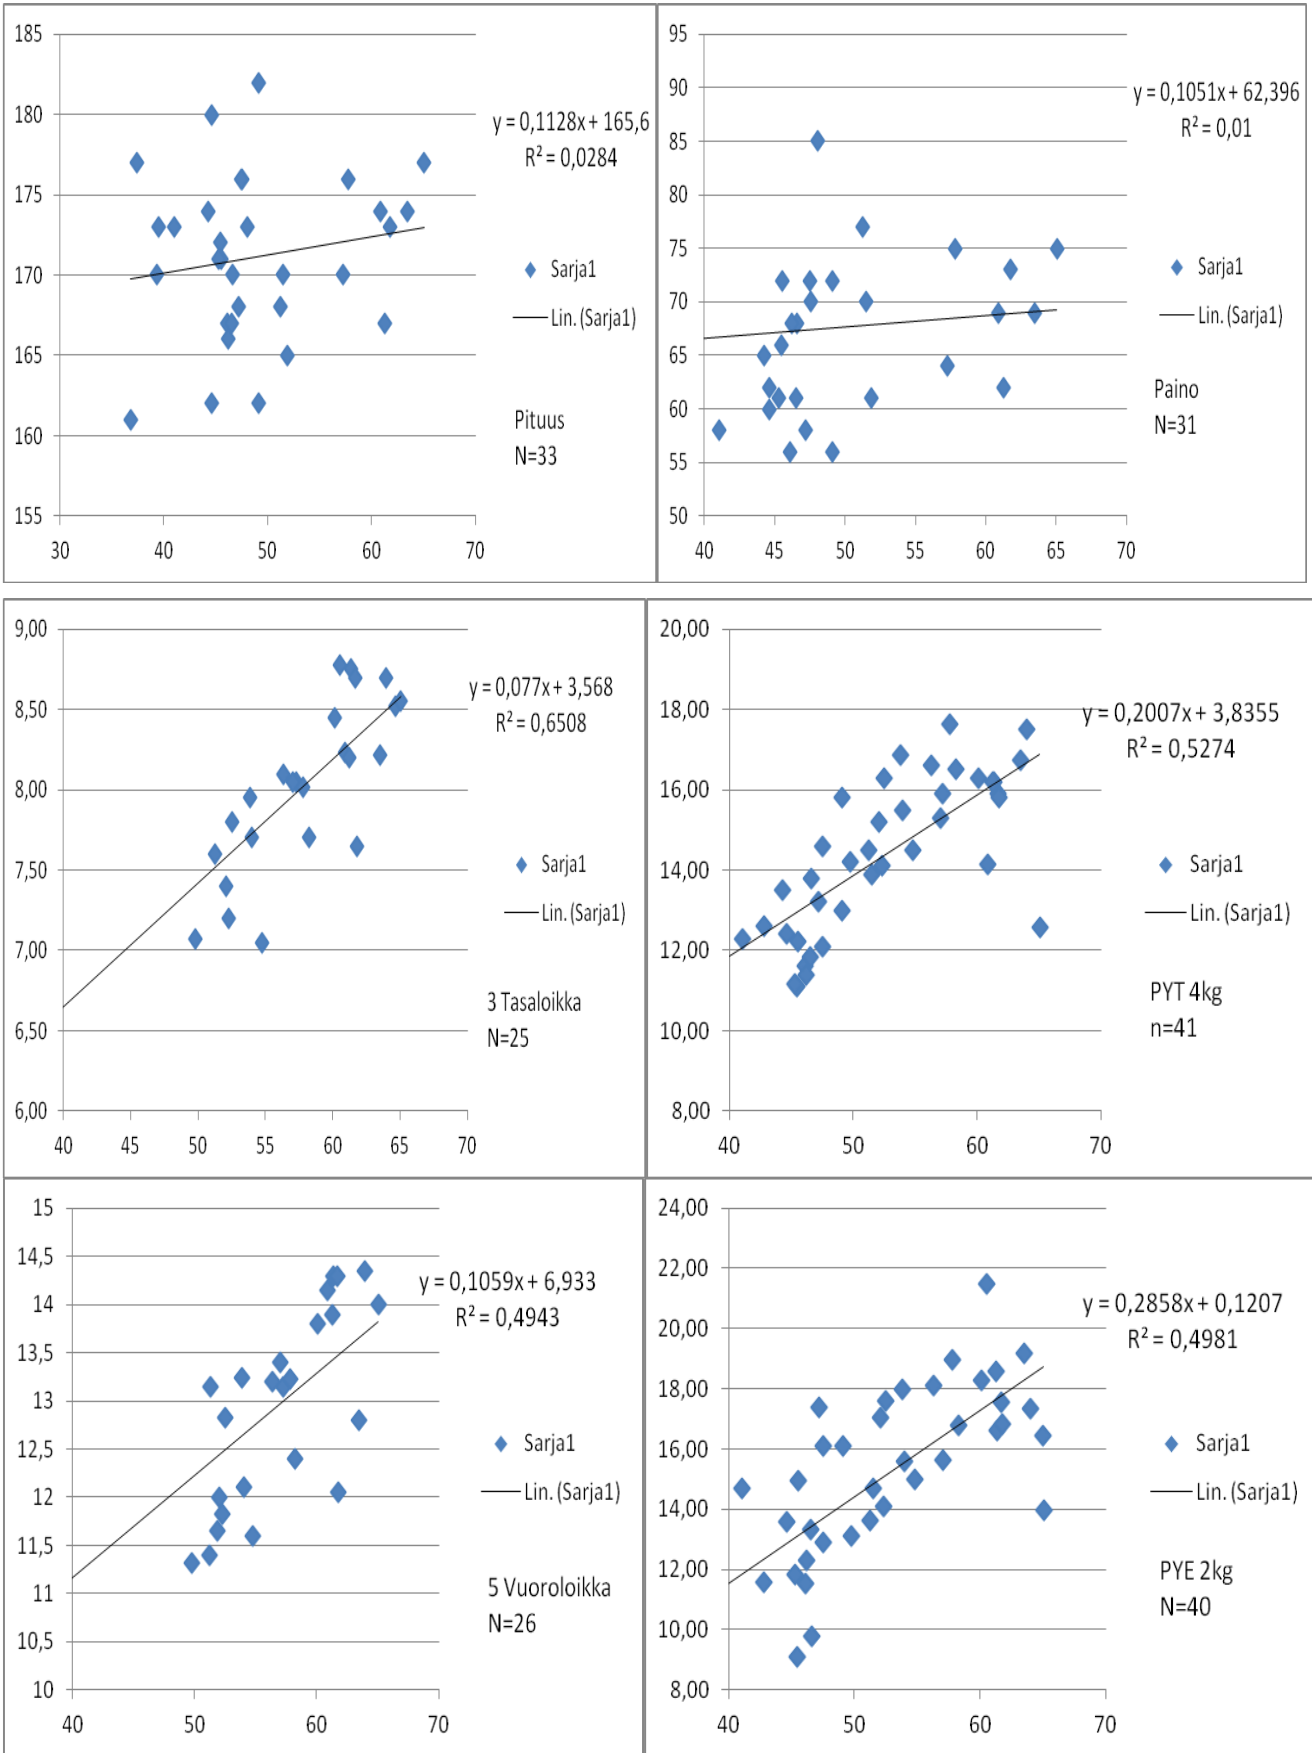 185
180
175
170
165
160
155
30 40 50 60 70
y = 0,1128x + 165,6
R² = 0,0284
Sarja1
Lin. (Sarja1)
Pituus
N=33
95
90
85
80
75
70
65
60
55
50
40 45 50 55 60 65 70
y = 0,1051x + 62,396
R² = 0,01
Sarja1
Lin. (Sarja1)
Paino
N=31
9,00
8,50
8,00
7,50
7,00
6,50
6,00
40 45 50 55 60 65 70
y = 0,077x + 3,568
R² = 0,6508
Sarja1
Lin. (Sarja1)
3 Tasaloikka
N=25
20,00
18,00
16,00
14,00
12,00
10,00
8,00
40 50 60 70
y = 0,2007x + 3,8355
R² = 0,5274
Sarja1
Lin. (Sarja1)
PYT 4kg
n=41
15
14,5
14
13,5
13
12,5
12
11,5
11
10,5
10
40 50 60 70
y = 0,1059x + 6,933
R² = 0,4943
Sarja1
Lin. (Sarja1)
5 Vuoroloikka
N=26
24,00
22,00
20,00
18,00
16,00
14,00
12,00
10,00
8,00
40 50 60 70
y = 0,2858x + 0,1207
R² = 0,4981
Sarja1
Lin. (Sarja1)
PYE 2kg
N=40